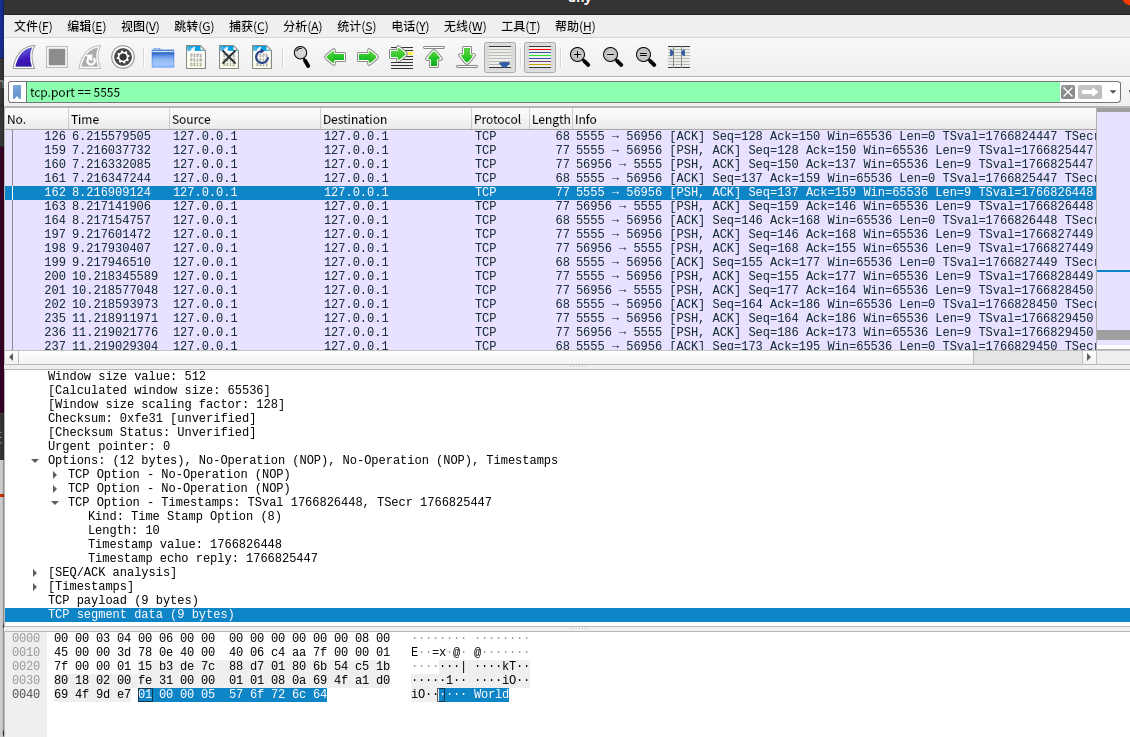 文件(F) 编辑(E) 视图(V) 跳转(G) 捕获(C) 分析(A) 统计(S) 电话(Y) 无线(W) 工具(T) 帮助(H)
tcp.port == 5555
No. Time Source Destination Protocol Length Info
126 6.215579505 127.0.0.1 127.0.0.1 TCP 68 5555 → 56956 [ACK] Seq=128 Ack=150 Win=65536 Len=0 TSval=1766824447 TSecr
159 7.216037732 127.0.0.1 127.0.0.1 TCP 77 5555 → 56956 [PSH, ACK] Seq=128 Ack=150 Win=65536 Len=9 TSval=1766825447
160 7.216332085 127.0.0.1 127.0.0.1 TCP 77 56956 → 5555 [PSH, ACK] Seq=150 Ack=137 Win=65536 Len=9 TSval=1766825447
161 7.216347244 127.0.0.1 127.0.0.1 TCP 68 5555 → 56956 [ACK] Seq=137 Ack=159 Win=65536 Len=0 TSval=1766825447 TSecr
162 8.216909124 127.0.0.1 127.0.0.1 TCP 77 5555 → 56956 [PSH, ACK] Seq=137 Ack=159 Win=65536 Len=9 TSval=1766826448
163 8.217141906 127.0.0.1 127.0.0.1 TCP 77 56956 → 5555 [PSH, ACK] Seq=159 Ack=146 Win=65536 Len=9 TSval=1766826448
164 8.217154757 127.0.0.1 127.0.0.1 TCP 68 5555 → 56956 [ACK] Seq=146 Ack=168 Win=65536 Len=0 TSval=1766826448 TSecr
197 9.217601472 127.0.0.1 127.0.0.1 TCP 77 5555 → 56956 [PSH, ACK] Seq=146 Ack=168 Win=65536 Len=9 TSval=1766827449
198 9.217930407 127.0.0.1 127.0.0.1 TCP 77 56956 → 5555 [PSH, ACK] Seq=168 Ack=155 Win=65536 Len=9 TSval=1766827449
199 9.217946510 127.0.0.1 127.0.0.1 TCP 68 5555 → 56956 [ACK] Seq=155 Ack=177 Win=65536 Len=0 TSval=1766827449 TSecr
200 10.218345589 127.0.0.1 127.0.0.1 TCP 77 5555 → 56956 [PSH, ACK] Seq=155 Ack=177 Win=65536 Len=9 TSval=1766828449
201 10.218577048 127.0.0.1 127.0.0.1 TCP 77 56956 → 5555 [PSH, ACK] Seq=177 Ack=164 Win=65536 Len=9 TSval=1766828450
202 10.218593973 127.0.0.1 127.0.0.1 TCP 68 5555 → 56956 [ACK] Seq=164 Ack=186 Win=65536 Len=0 TSval=1766828450 TSecr
235 11.218911971 127.0.0.1 127.0.0.1 TCP 77 5555 → 56956 [PSH, ACK] Seq=164 Ack=186 Win=65536 Len=9 TSval=1766829450
236 11.219021776 127.0.0.1 127.0.0.1 TCP 77 56956 → 5555 [PSH, ACK] Seq=186 Ack=173 Win=65536 Len=9 TSval=1766829450
237 11.219029304 127.0.0.1 127.0.0.1 TCP 68 5555 → 56956 [ACK] Seq=173 Ack=195 Win=65536 Len=0 TSval=1766829450 TSecr
Window size value: 512
[Calculated window size: 65536]
[Window size scaling factor: 128]
Checksum: 0xfe31 [unverified]
[Checksum Status: Unverified]
Urgent pointer: 0
Options: (12 bytes), No-Operation (NOP), No-Operation (NOP), Timestamps
TCP Option - No-Operation (NOP)
TCP Option - No-Operation (NOP)
TCP Option - Timestamps: TSval 1766826448, TSecr 1766825447
Kind: Time Stamp Option (8)
Length: 10
Timestamp value: 1766826448
Timestamp echo reply: 1766825447
[SEQ/ACK analysis]
[Timestamps]
TCP payload (9 bytes)
TCP segment data (9 bytes)
0000 00 00 03 04 00 06 00 00 00 00 00 00 00 00 08 00 ········ ········
0010 45 00 00 3d 78 0e 40 00 40 06 c4 aa 7f 00 00 01 E··=x·@· @·······
0020 7f 00 00 01 15 b3 de 7c 88 d7 01 80 6b 54 c5 1b ·······| ····kT··
0030 80 18 02 00 fe 31 00 00 01 01 08 0a 69 4f a1 d0 ·····1·· ····iO··
0040 69 4f 9d e7 01 00 00 05 57 6f 72 6c 64 iO······ World